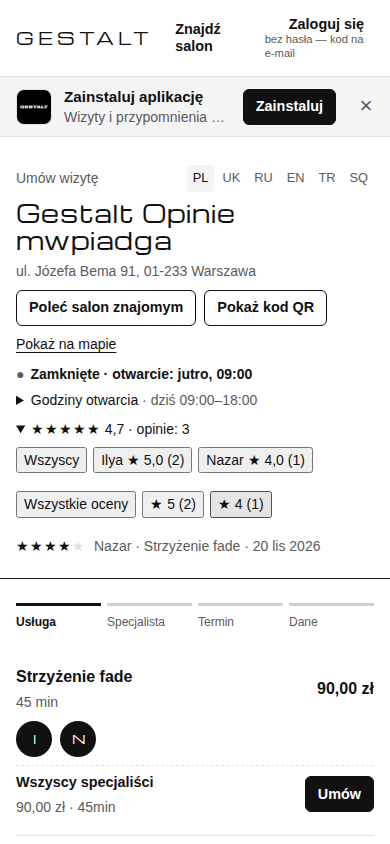 GESTALT
Znajdź salon
Zaloguj się
bez hasła — kod na e-mail
GESTALT
Zainstaluj aplikację
Wizyty i przypomnienia …
Zainstaluj
×
Umów wizytę
PL UK RU EN TR SQ
Gestalt Opinie
mwpiadga
ul. Józefa Bema 91, 01-233 Warszawa
Poleć salon znajomym
Pokaż kod QR
Pokaż na mapie
● Zamknięte · otwarcie: jutro, 09:00
▶ Godziny otwarcia · dziś 09:00–18:00
▼ ★★★★★ 4,7 · opinie: 3
Wszyscy
Ilya ★ 5,0 (2)
Nazar ★ 4,0 (1)
Wszystkie oceny
★ 5 (2)
★ 4 (1)
★★★★★ Nazar · Strzyżenie fade · 20 lis 2026
Usługa
Specjalista
Termin
Dane
Strzyżenie fade
45 min
90,00 zł
I
N
Wszyscy specjaliści
90,00 zł · 45min
Umów